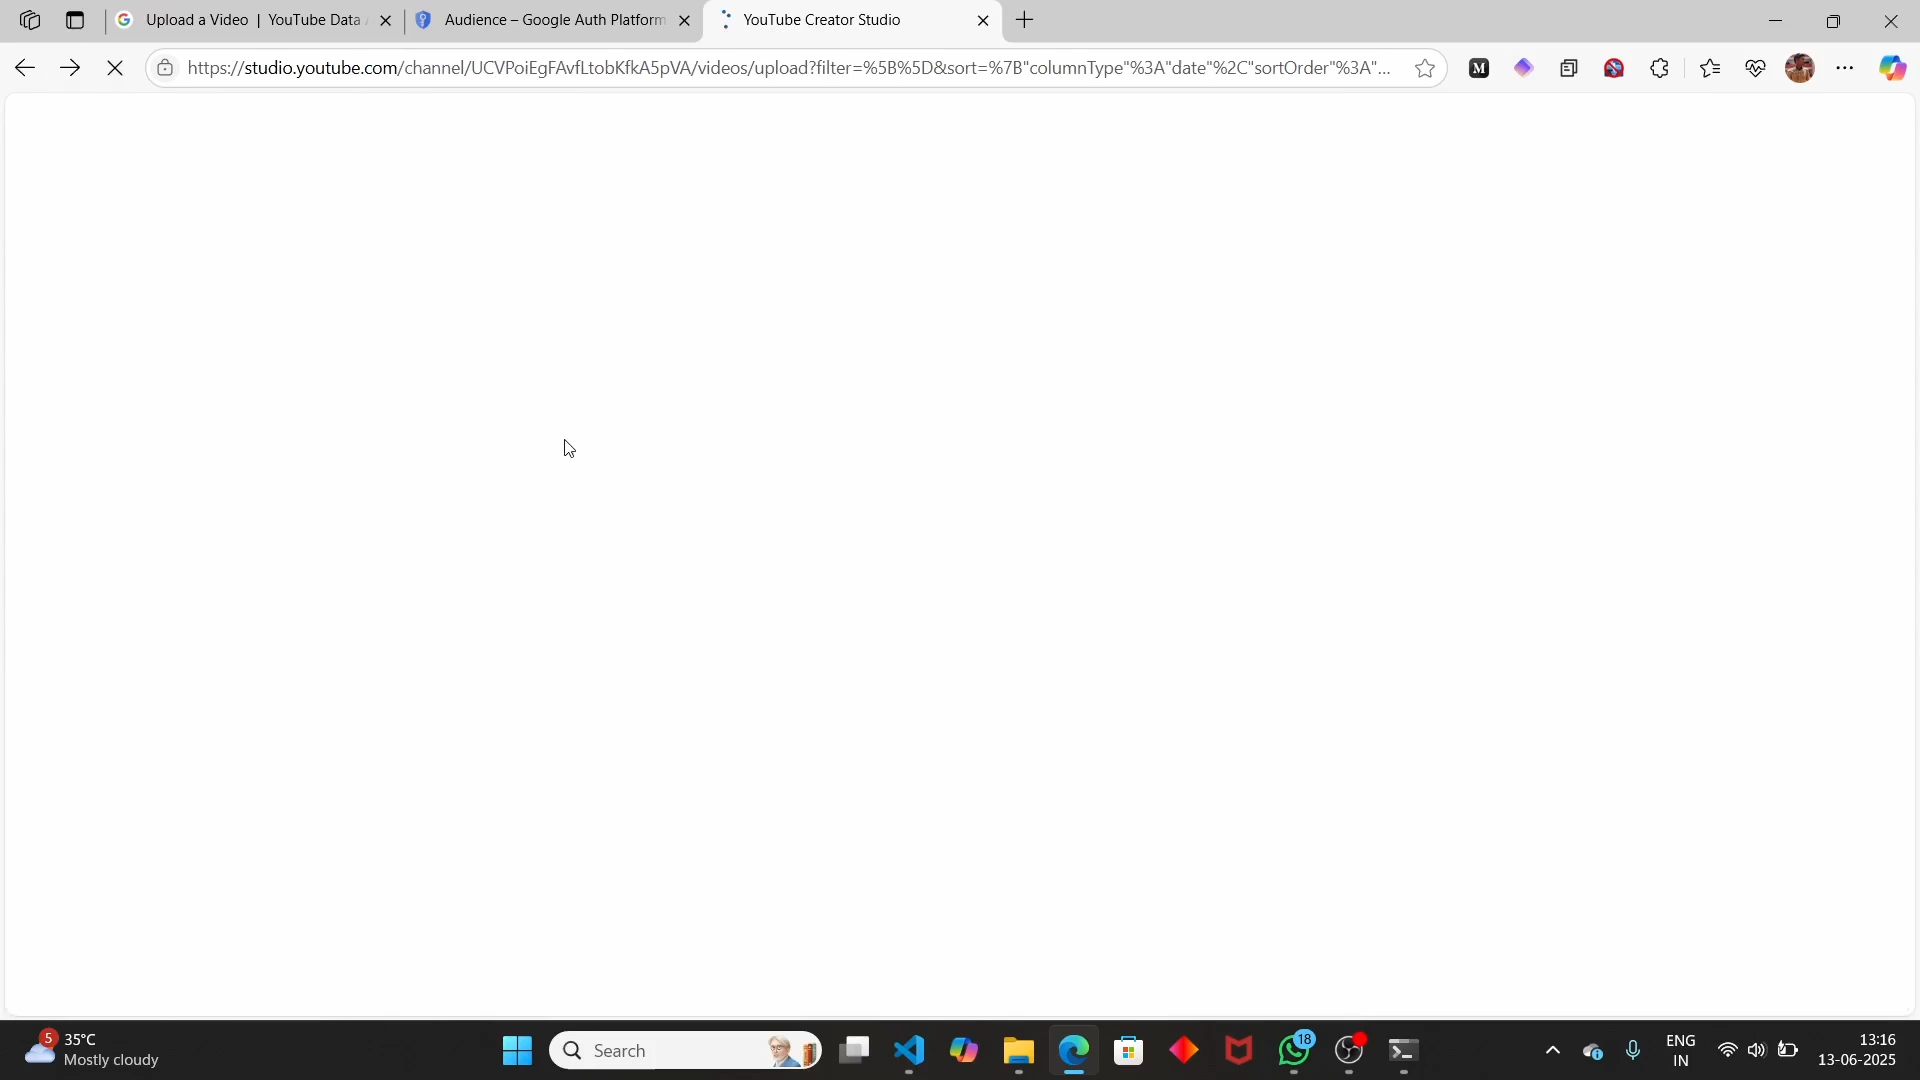 Upload a Video | YouTube Data
Audience – Google Auth Platform
YouTube Creator Studio
https://studio.youtube.com/channel/UCVPoiEgFAvfLtobKfkA5pVA/videos/upload?filter=%5B%5D&sort=%7B"columnType"%3A"date"%2C"sortOrder"%3A"...
M
5
35°C
Mostly cloudy
Search
18
ENG
IN
13:16
13-06-2025